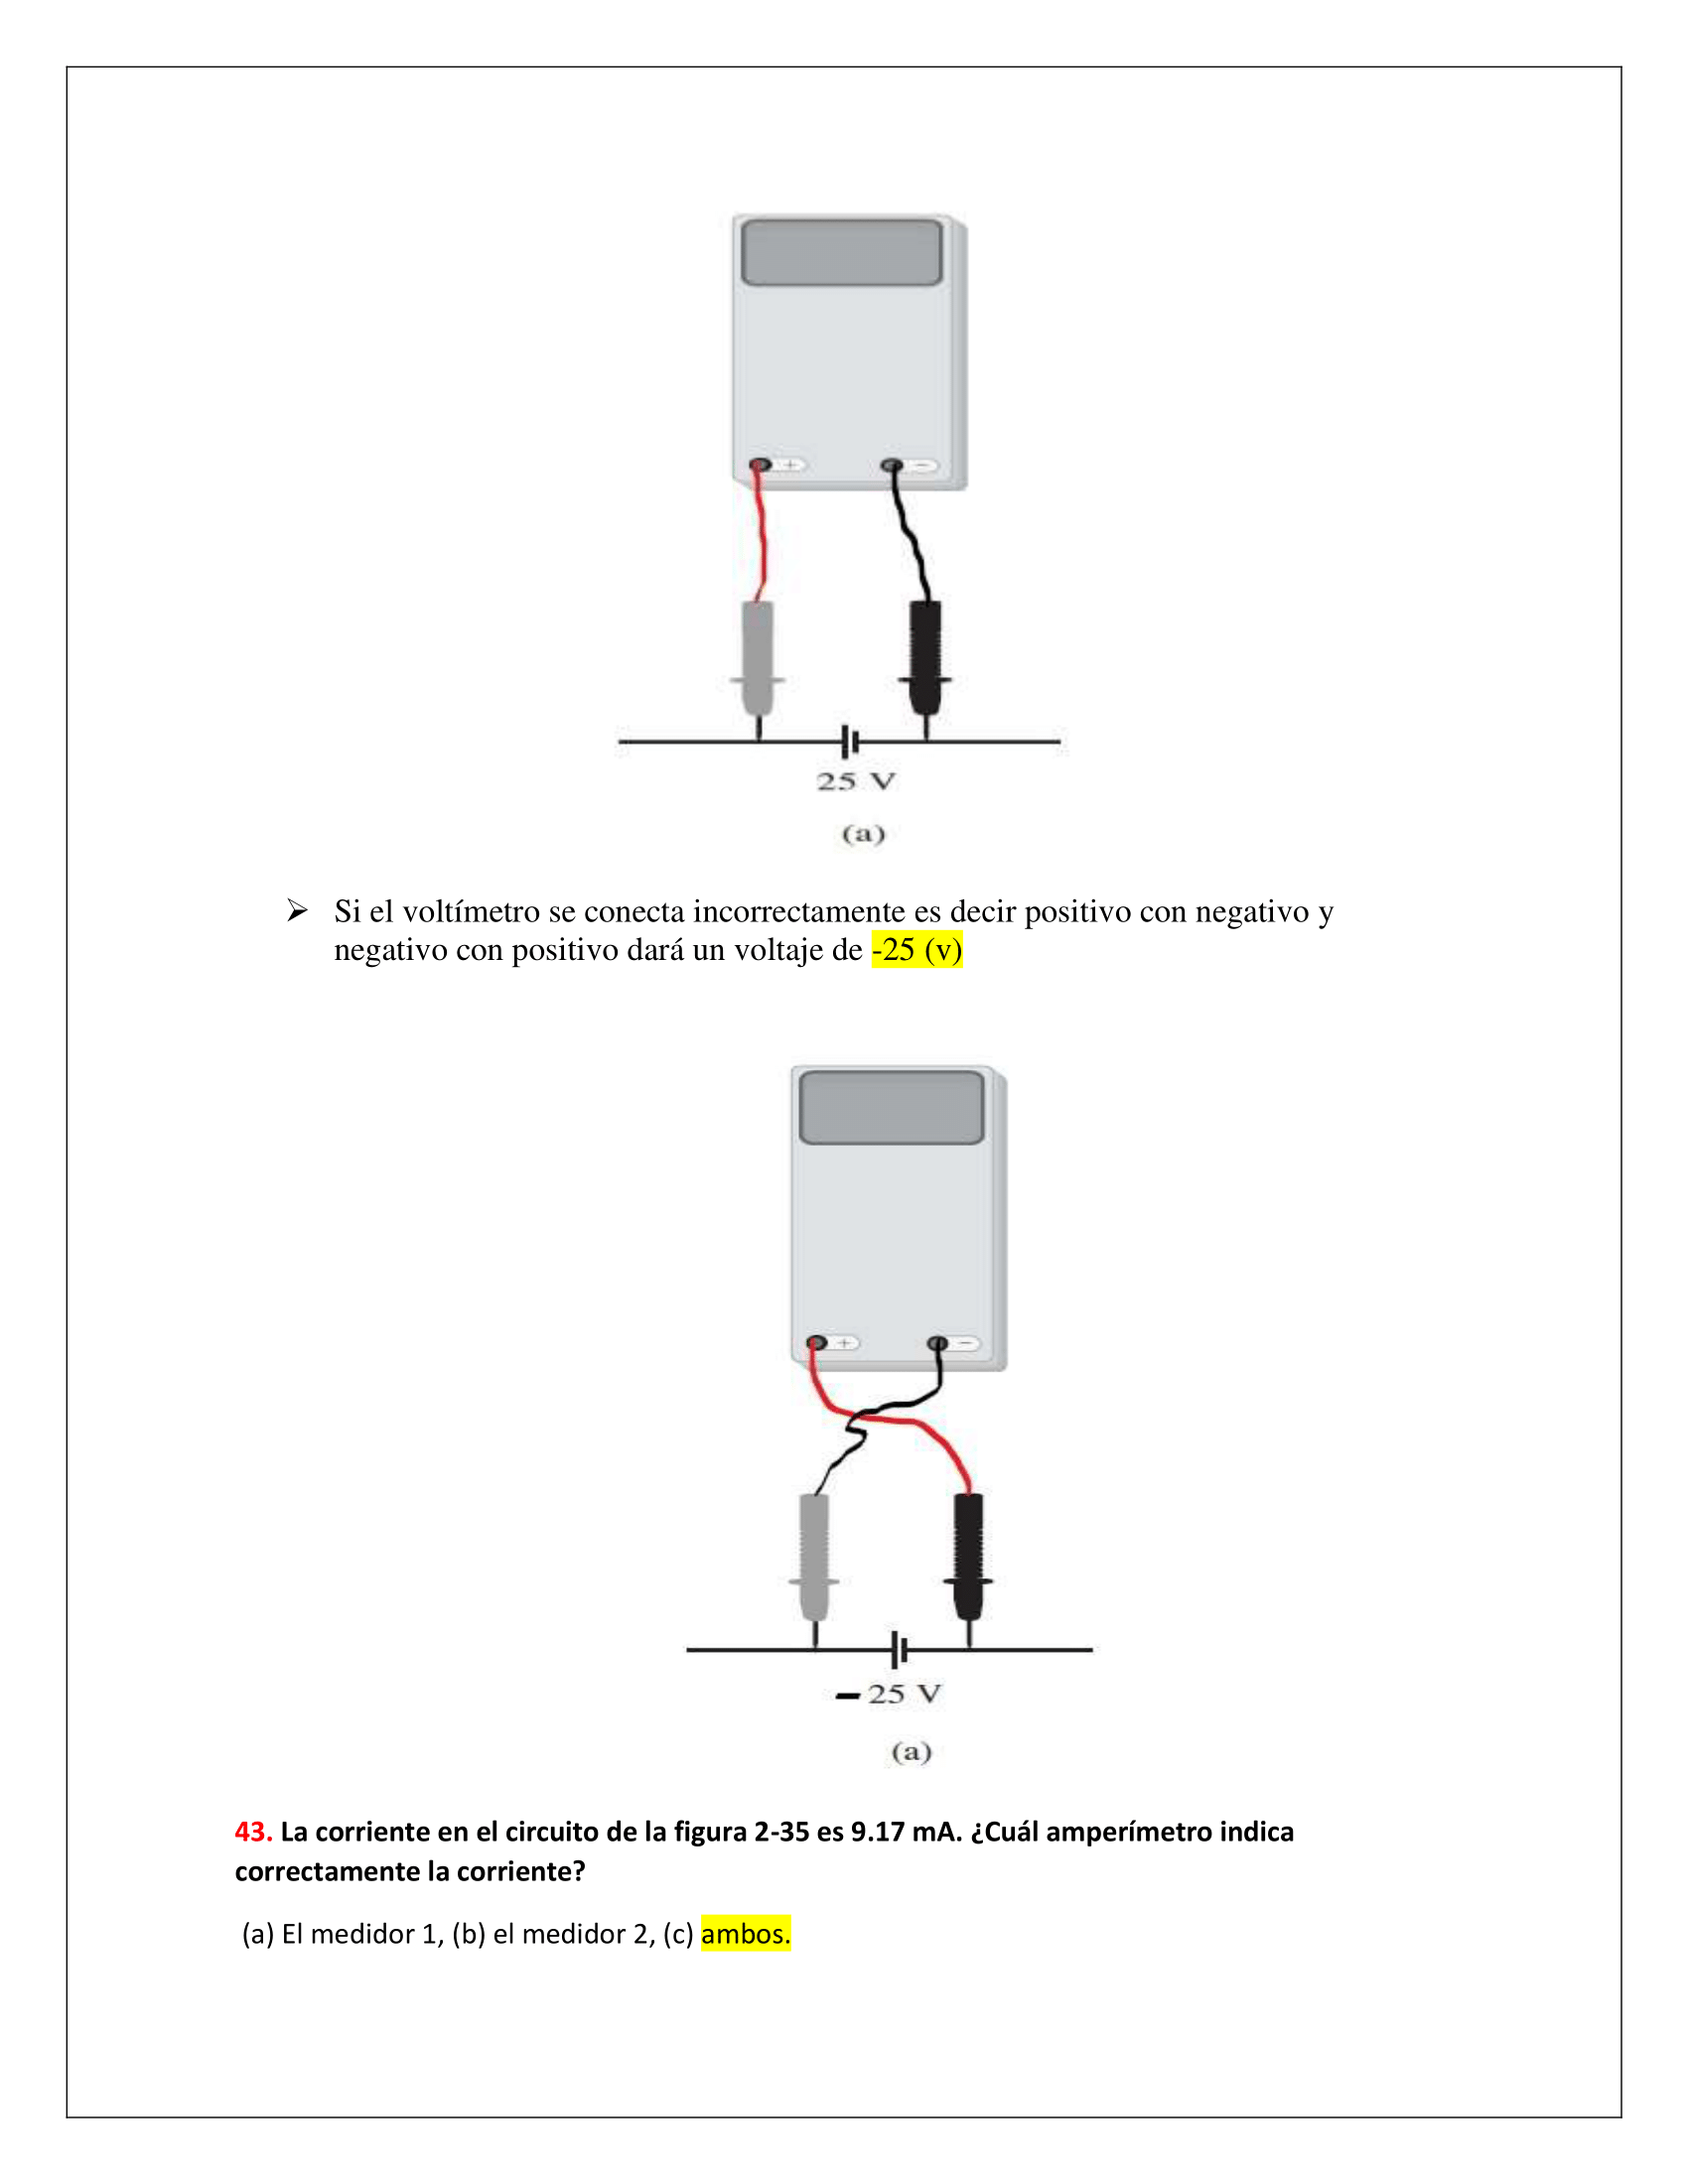 + −
25 V
(a)
➢ Si el voltímetro se conecta incorrectamente es decir positivo con negativo y
negativo con positivo dará un voltaje de -25 (v)
+ −
− 25 V
(a)
43. La corriente en el circuito de la figura 2-35 es 9.17 mA. ¿Cuál amperímetro indica
correctamente la corriente?
(a) El medidor 1, (b) el medidor 2, (c) ambos.